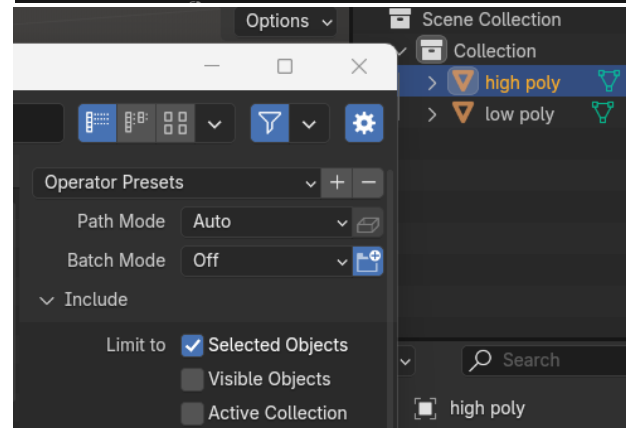 Options
Scene Collection
Collection
high poly
low poly
Operator Presets
Path Mode Auto
Batch Mode Off
Include
Limit to Selected Objects
Visible Objects
Active Collection
Search
high poly